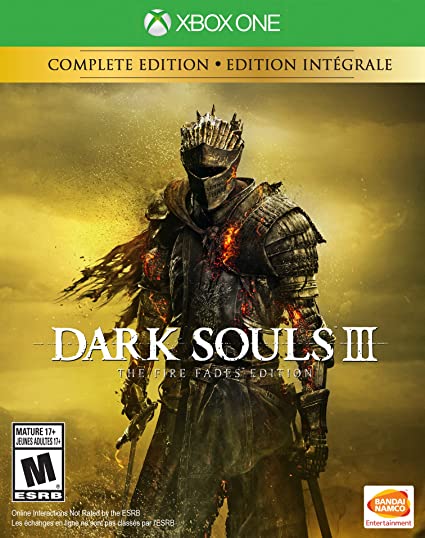 XBOX ONE
COMPLETE EDITION • EDITION INTÉGRALE
DARK SOULS III
THE FIRE FADES EDITION
MATURE 17+
JEUNES ADULTES 17+
M
ESRB
Online Interactions Not Rated by the ESRB
Les échanges en ligne ne sont pas classés par l'ESRB
BANDAI
NAMCO
Entertainment